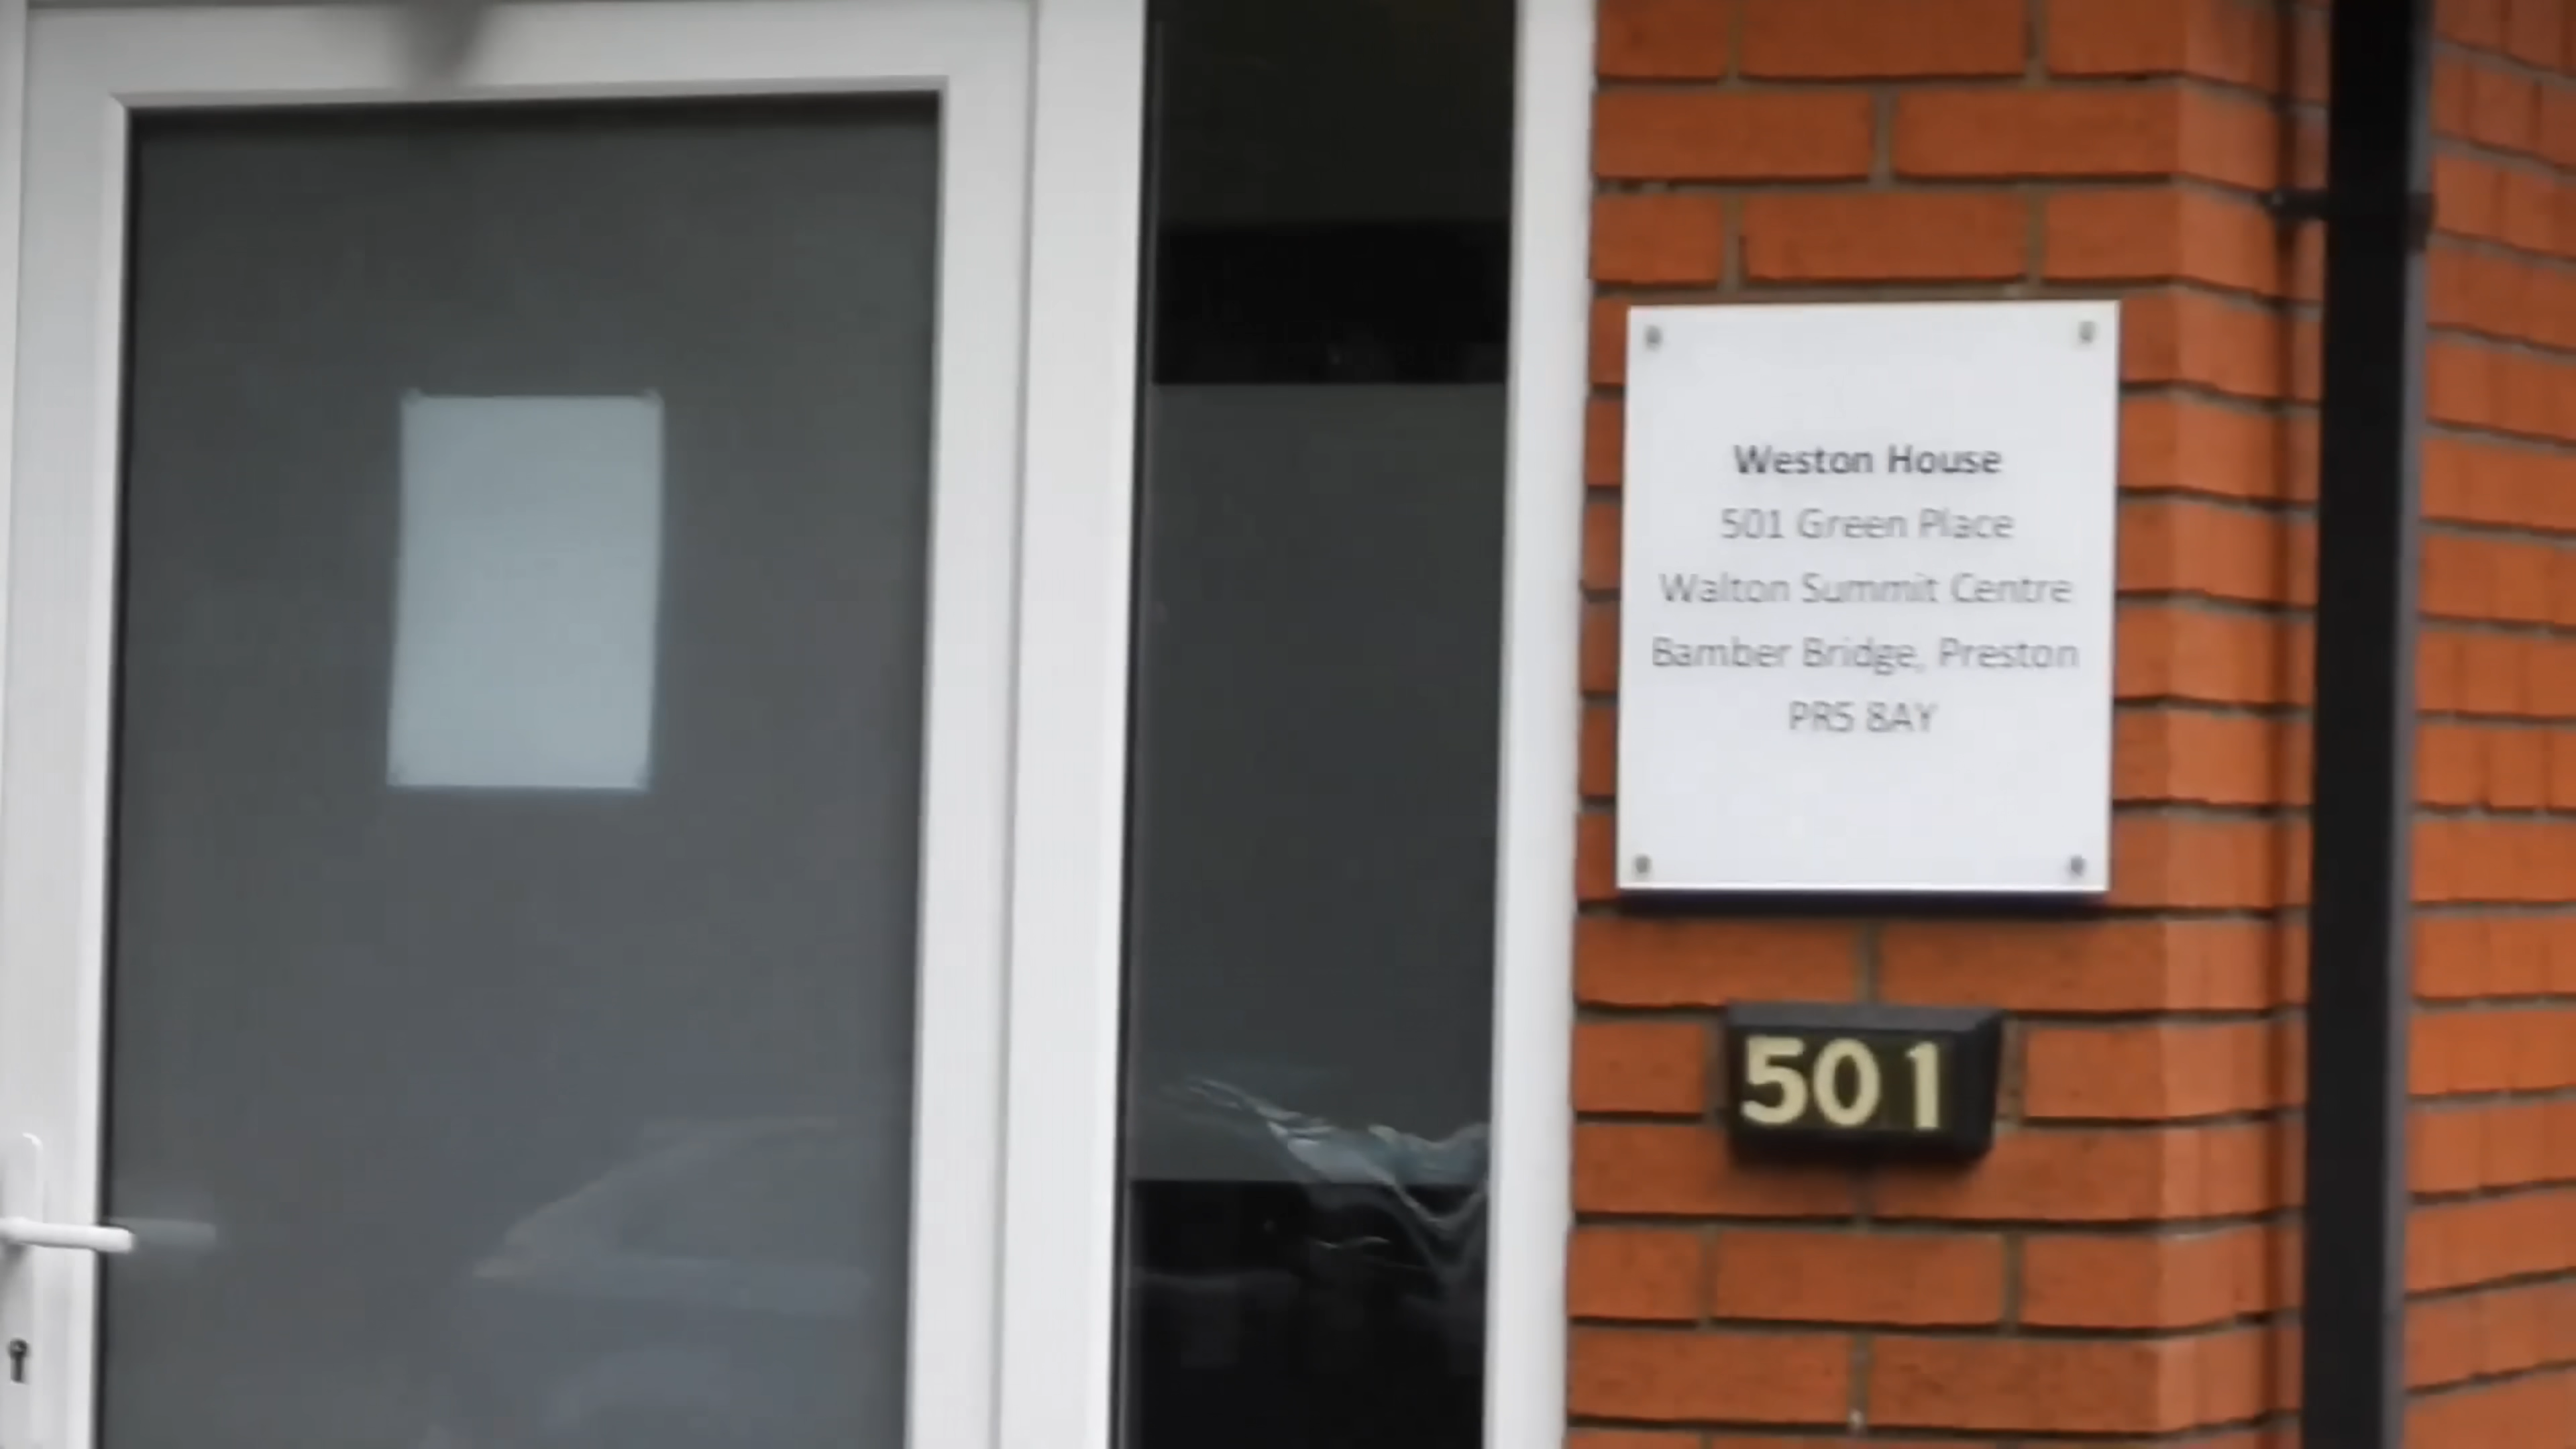 Weston House
501 Green Place
Walton Summit Centre
Bamber Bridge, Preston
PR5 8AY
501